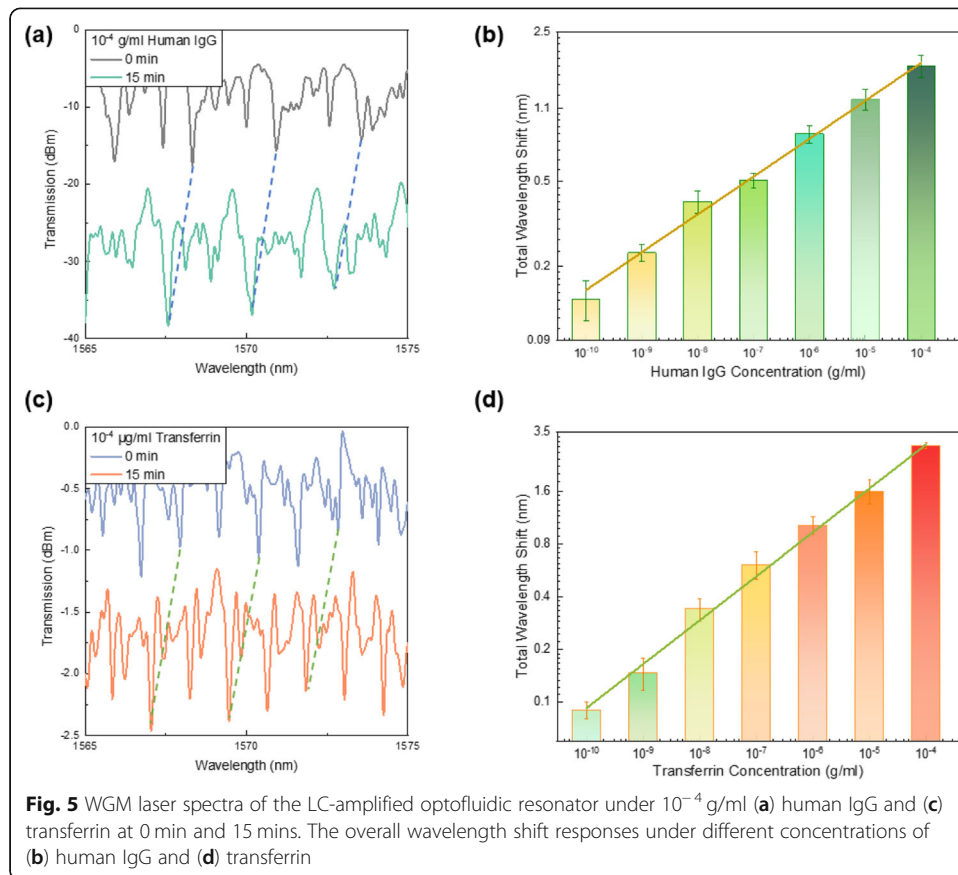 (a)
10⁻⁴ g/ml Human IgG
0 min
15 min
0
-10
-20
-30
-40
Transmission (dBm)
1565
1570
1575
Wavelength (nm)
(b)
2.5
1.1
0.5
0.2
0.09
Total Wavelength Shift (nm)
10⁻¹⁰
10⁻⁹
10⁻⁸
10⁻⁷
10⁻⁶
10⁻⁵
10⁻⁴
Human IgG Concentration (g/ml)
(c)
10⁻⁴ µg/ml Transferrin
0 min
15 min
0.0
-0.5
-1.0
-1.5
-2.0
-2.5
Transmission (dBm)
1565
1570
1575
Wavelength (nm)
(d)
3.5
1.6
0.8
0.4
0.2
0.1
Total Wavelength Shift (nm)
10⁻¹⁰
10⁻⁹
10⁻⁸
10⁻⁷
10⁻⁶
10⁻⁵
10⁻⁴
Transferrin Concentration (g/ml)
Fig. 5 WGM laser spectra of the LC-amplified optofluidic resonator under 10⁻⁴ g/ml (a) human IgG and (c)
transferrin at 0 min and 15 mins. The overall wavelength shift responses under different concentrations of
(b) human IgG and (d) transferrin